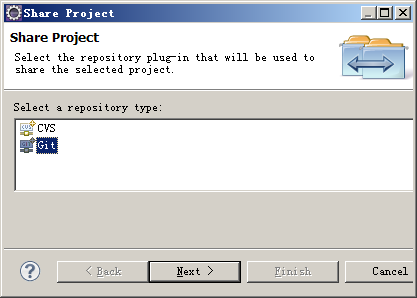 Share Project
Share Project
Select the repository plug-in that will be used to
share the selected project.
Select a repository type:
CVS
Git
< Back
Next >
Finish
Cancel